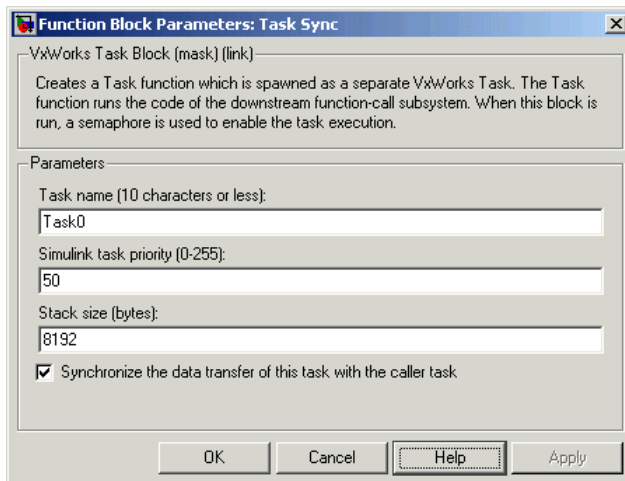 Function Block Parameters: Task Sync
VxWorks Task Block (mask) (link)
Creates a Task function which is spawned as a separate VxWorks Task. The Task
function runs the code of the downstream function-call subsystem. When this block is
run, a semaphore is used to enable the task execution.
Parameters
Task name (10 characters or less):
Task0
Simulink task priority (0-255):
50
Stack size (bytes):
8192
Synchronize the data transfer of this task with the caller task
OK Cancel Help Apply